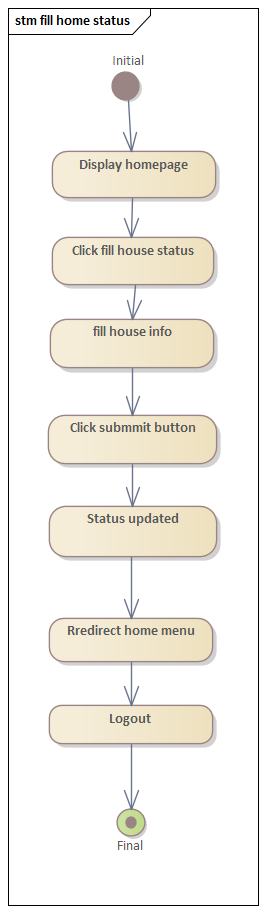 stm fill home status
Initial
Display homepage
Click fill house status
fill house info
Click submmit button
Status updated
Rredirect home menu
Logout
Final